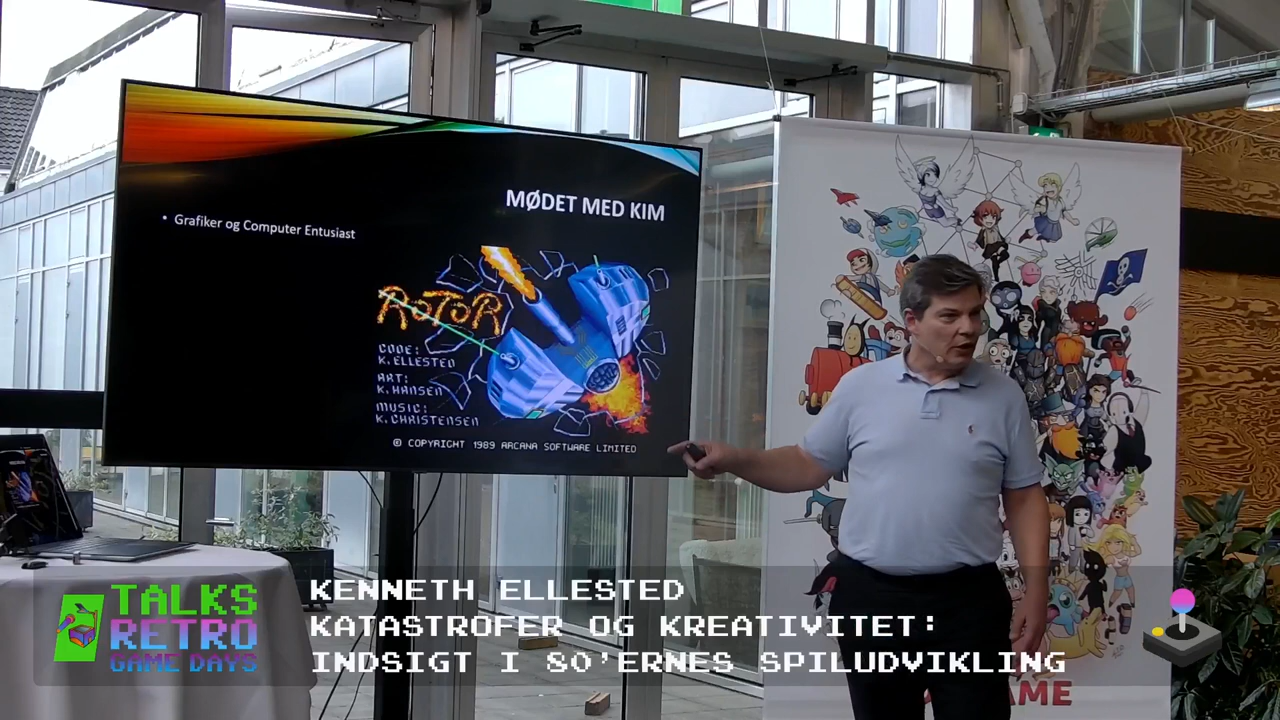 MØDET MED KIM
• Grafiker og Computer Entusiast
ROTOR
CODE:
K. ELLESTED
ART:
K. HANSEN
MUSIC:
K. CHRISTENSEN
© COPYRIGHT 1989 ARCANA SOFTWARE LIMITED
TALKS
RETRO
GAME DAYS
KENNETH ELLESTED
KATASTROFER OG KREATIVITET:
INDSIGT I 80'ERNES SPILUDVIKLING